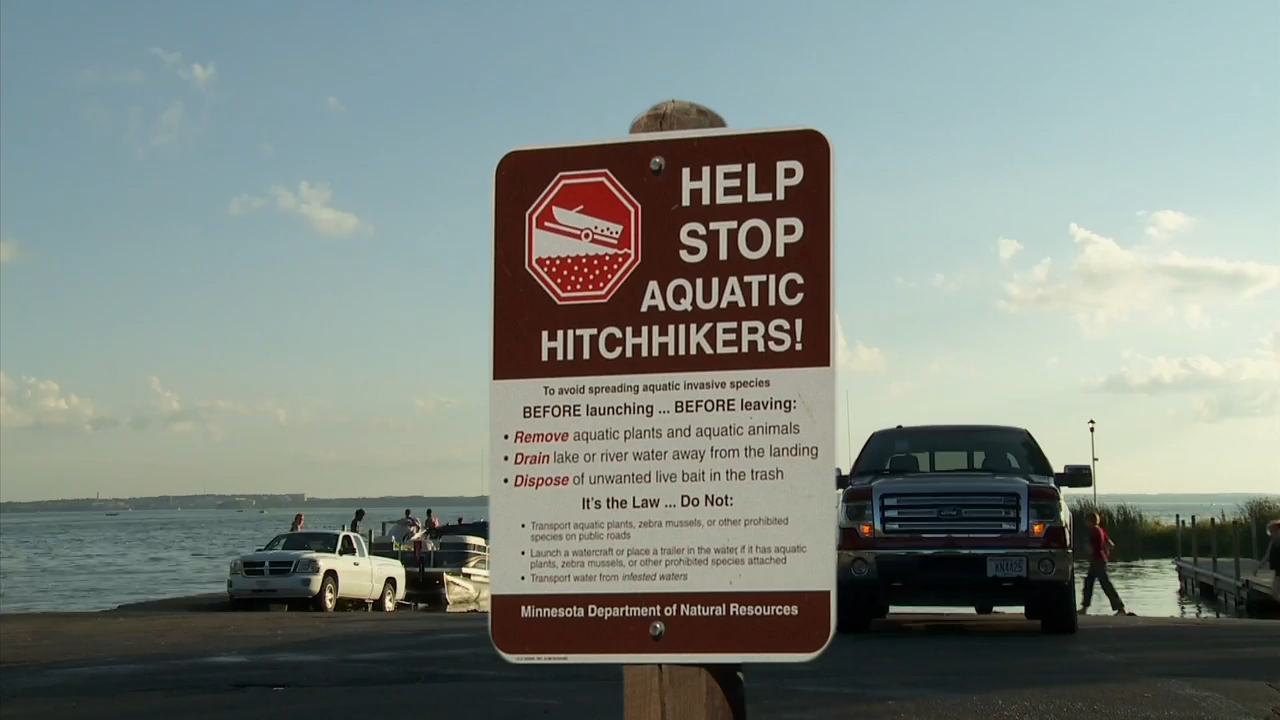 HELP
STOP
AQUATIC
HITCHHIKERS!
To avoid spreading aquatic invasive species
BEFORE launching ... BEFORE leaving:
• Remove aquatic plants and aquatic animals
• Drain lake or river water away from the landing
• Dispose of unwanted live bait in the trash
It's the Law ... Do Not:
• Transport aquatic plants, zebra mussels, or other prohibited
species on public roads
• Launch a watercraft or place a trailer in the water if it has aquatic
plants, zebra mussels, or other prohibited species attached
• Transport water from infested waters
Minnesota Department of Natural Resources
Ford